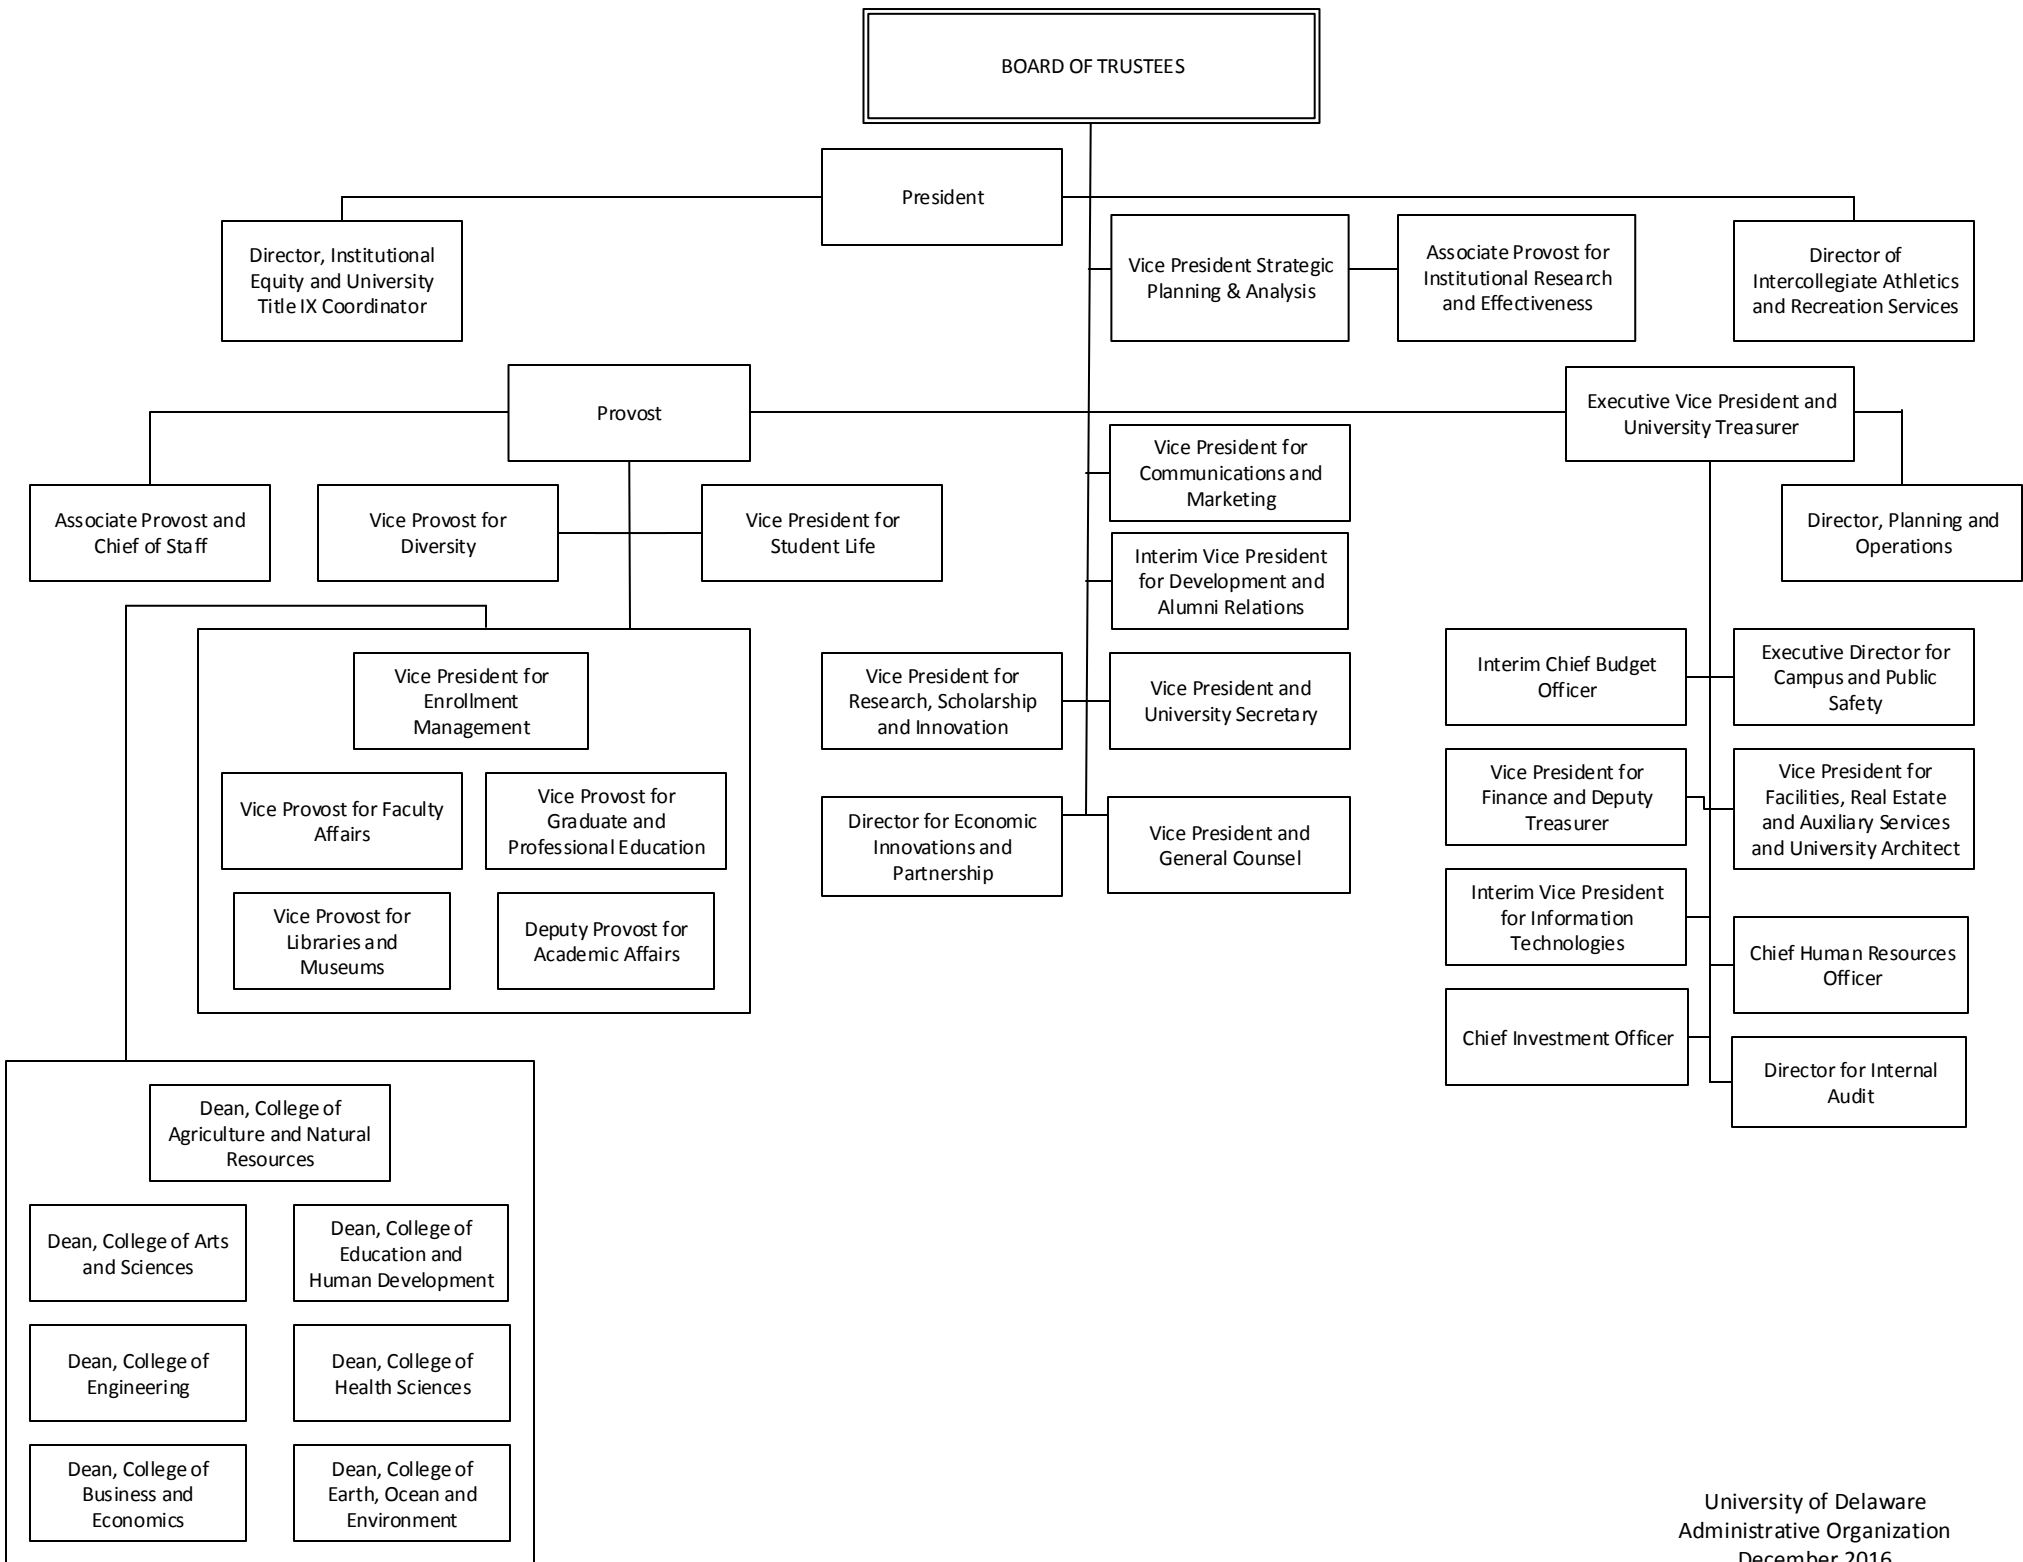 BOARD OF TRUSTEES
President
Director, Institutional
Equity and University
Title IX Coordinator
Vice President Strategic
Planning & Analysis
Associate Provost for
Institutional Research
and Effectiveness
Director of
Intercollegiate Athletics
and Recreation Services
Provost
Executive Vice President and
University Treasurer
Associate Provost and
Chief of Staff
Vice Provost for
Diversity
Vice President for
Student Life
Vice President for
Communications and
Marketing
Director, Planning and
Operations
Interim Vice President
for Development and
Alumni Relations
Vice President for
Enrollment
Management
Vice Provost for Faculty
Affairs
Vice Provost for
Graduate and
Professional Education
Vice Provost for
Libraries and
Museums
Deputy Provost for
Academic Affairs
Vice President for
Research, Scholarship
and Innovation
Vice President and
University Secretary
Director for Economic
Innovations and
Partnership
Vice President and
General Counsel
Interim Chief Budget
Officer
Executive Director for
Campus and Public
Safety
Vice President for
Finance and Deputy
Treasurer
Vice President for
Facilities, Real Estate
and Auxiliary Services
and University Architect
Interim Vice President
for Information
Technologies
Chief Human Resources
Officer
Chief Investment Officer
Director for Internal
Audit
Dean, College of
Agriculture and Natural
Resources
Dean, College of Arts
and Sciences
Dean, College of
Education and
Human Development
Dean, College of
Engineering
Dean, College of
Health Sciences
Dean, College of
Business and
Economics
Dean, College of
Earth, Ocean and
Environment
University of Delaware
Administrative Organization
December 2016